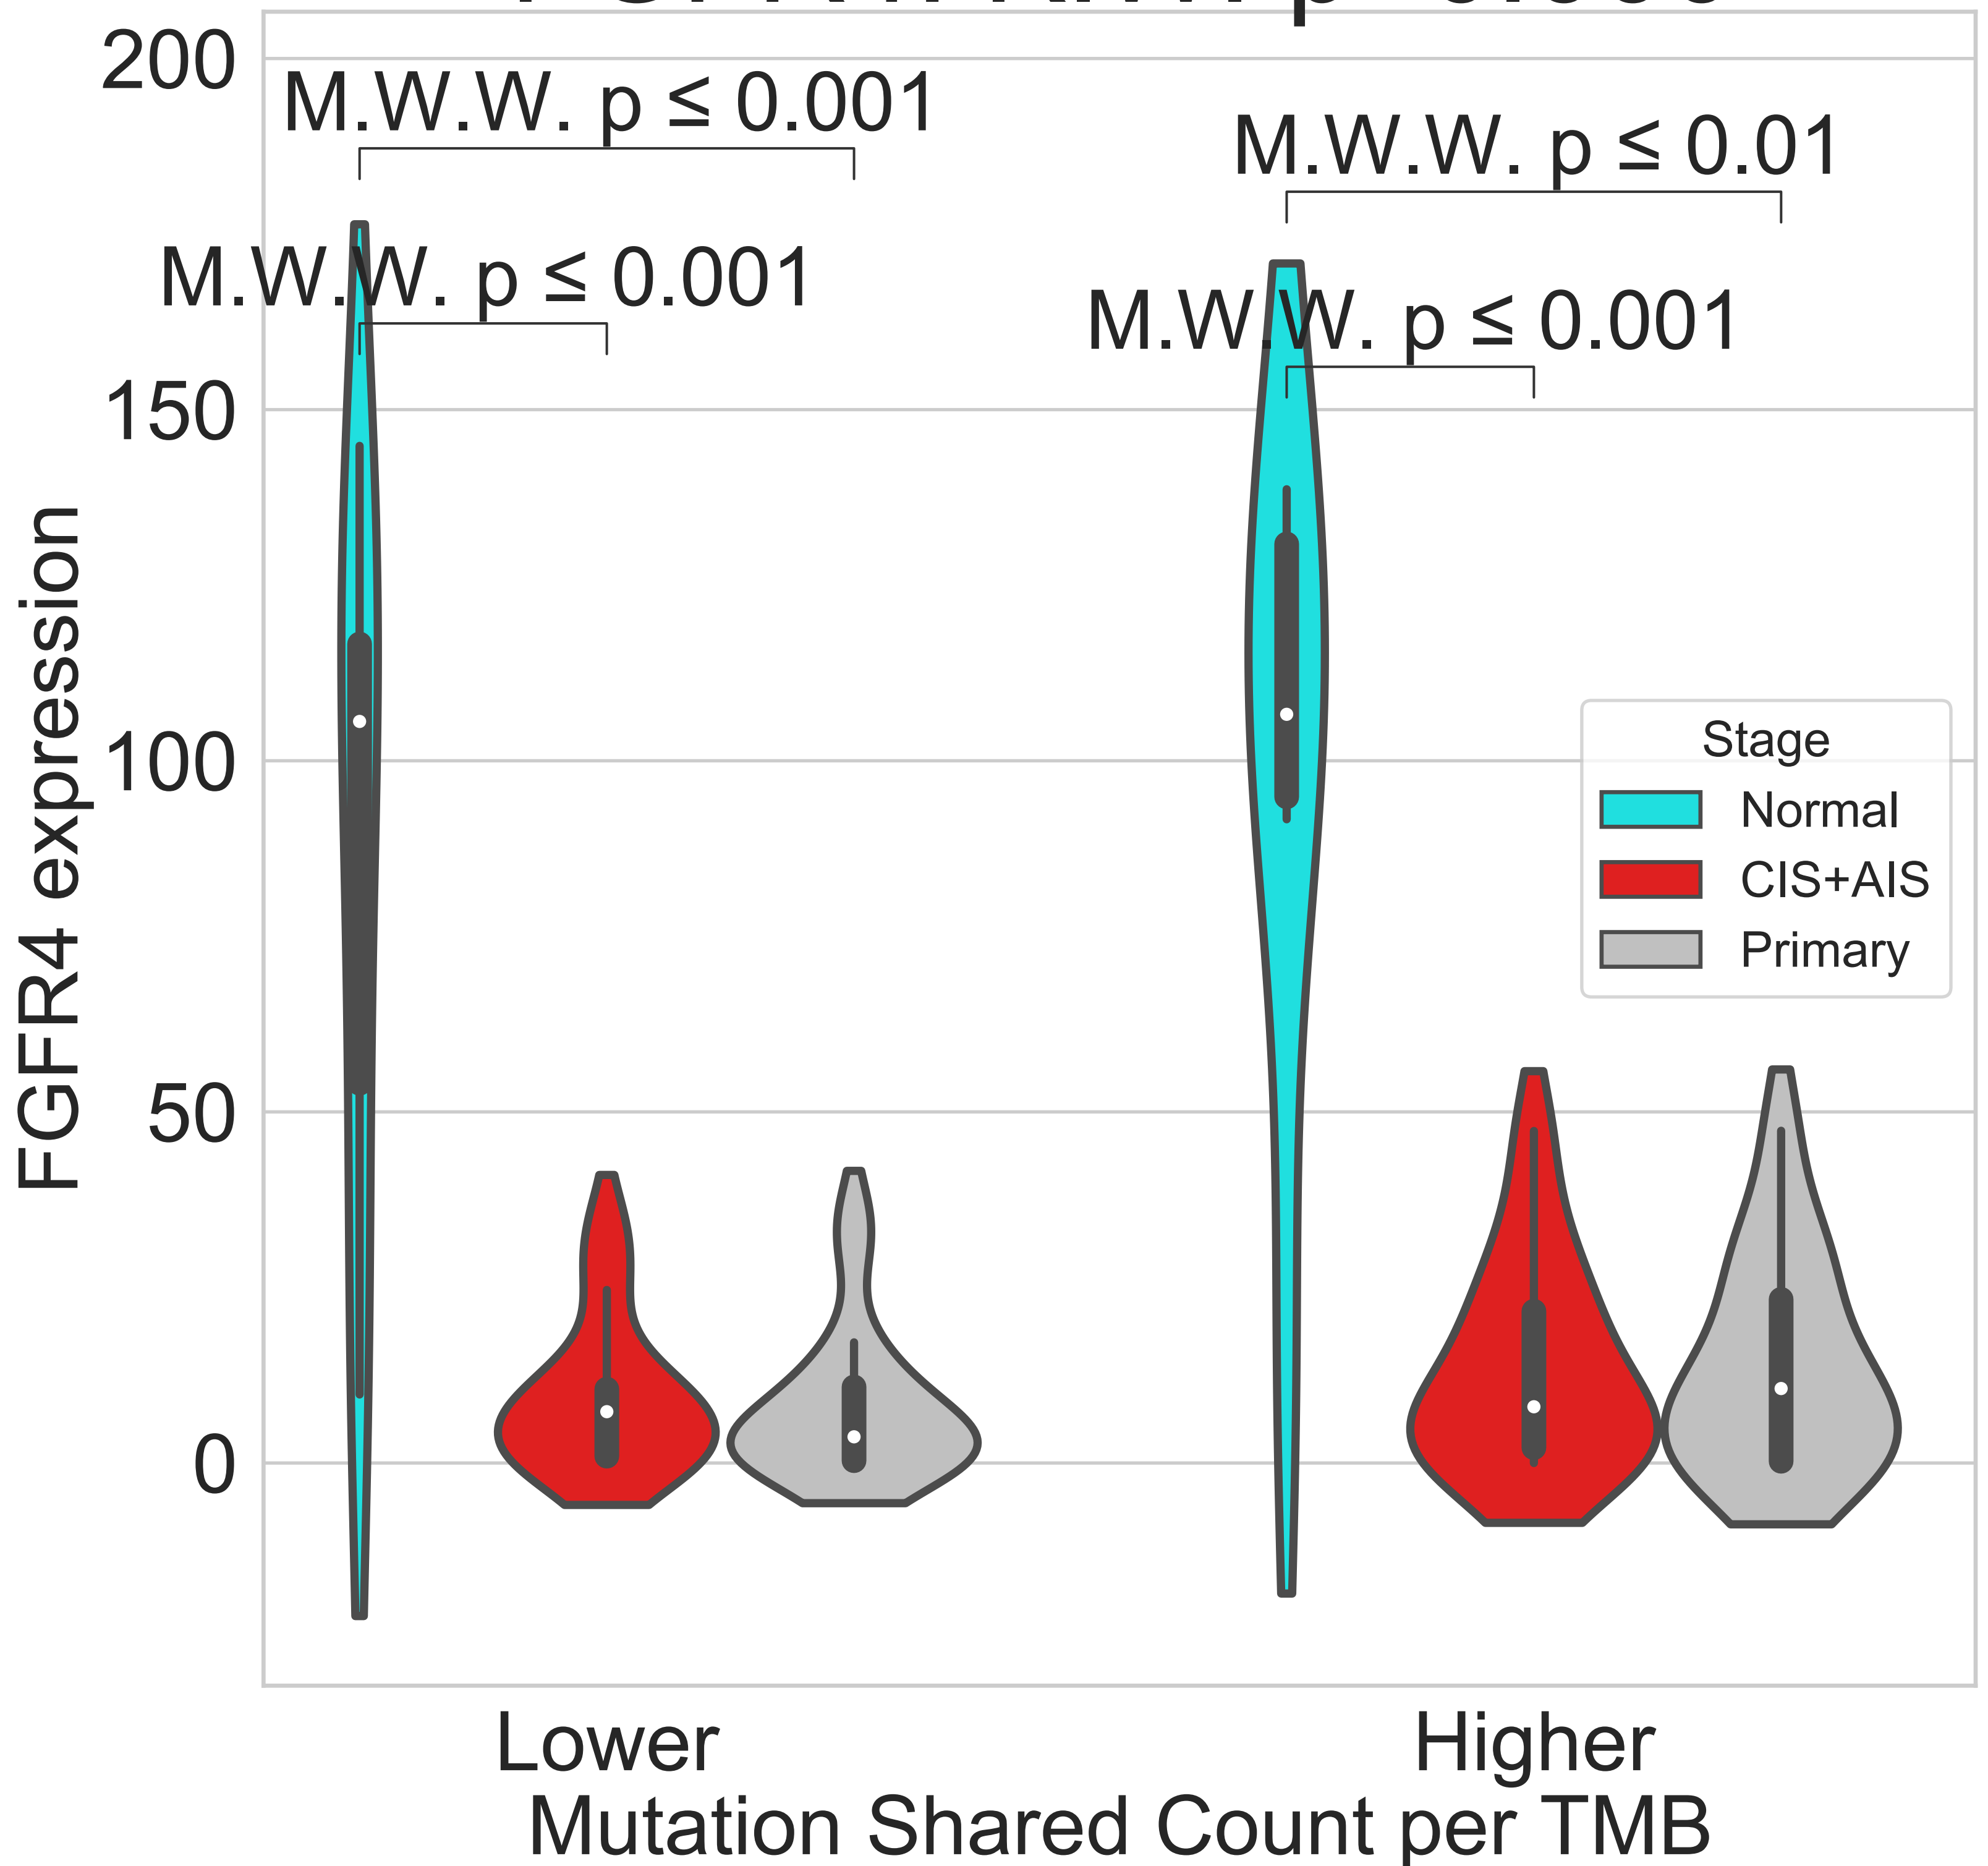 200
M.W.W. p ≤ 0.001
M.W.W. p ≤ 0.01
M.W.W. p ≤ 0.001
M.W.W. p ≤ 0.001
150
100
50
0
FGFR4 expression
Stage
Normal
CIS+AIS
Primary
Lower
Higher
Mutation Shared Count per TMB